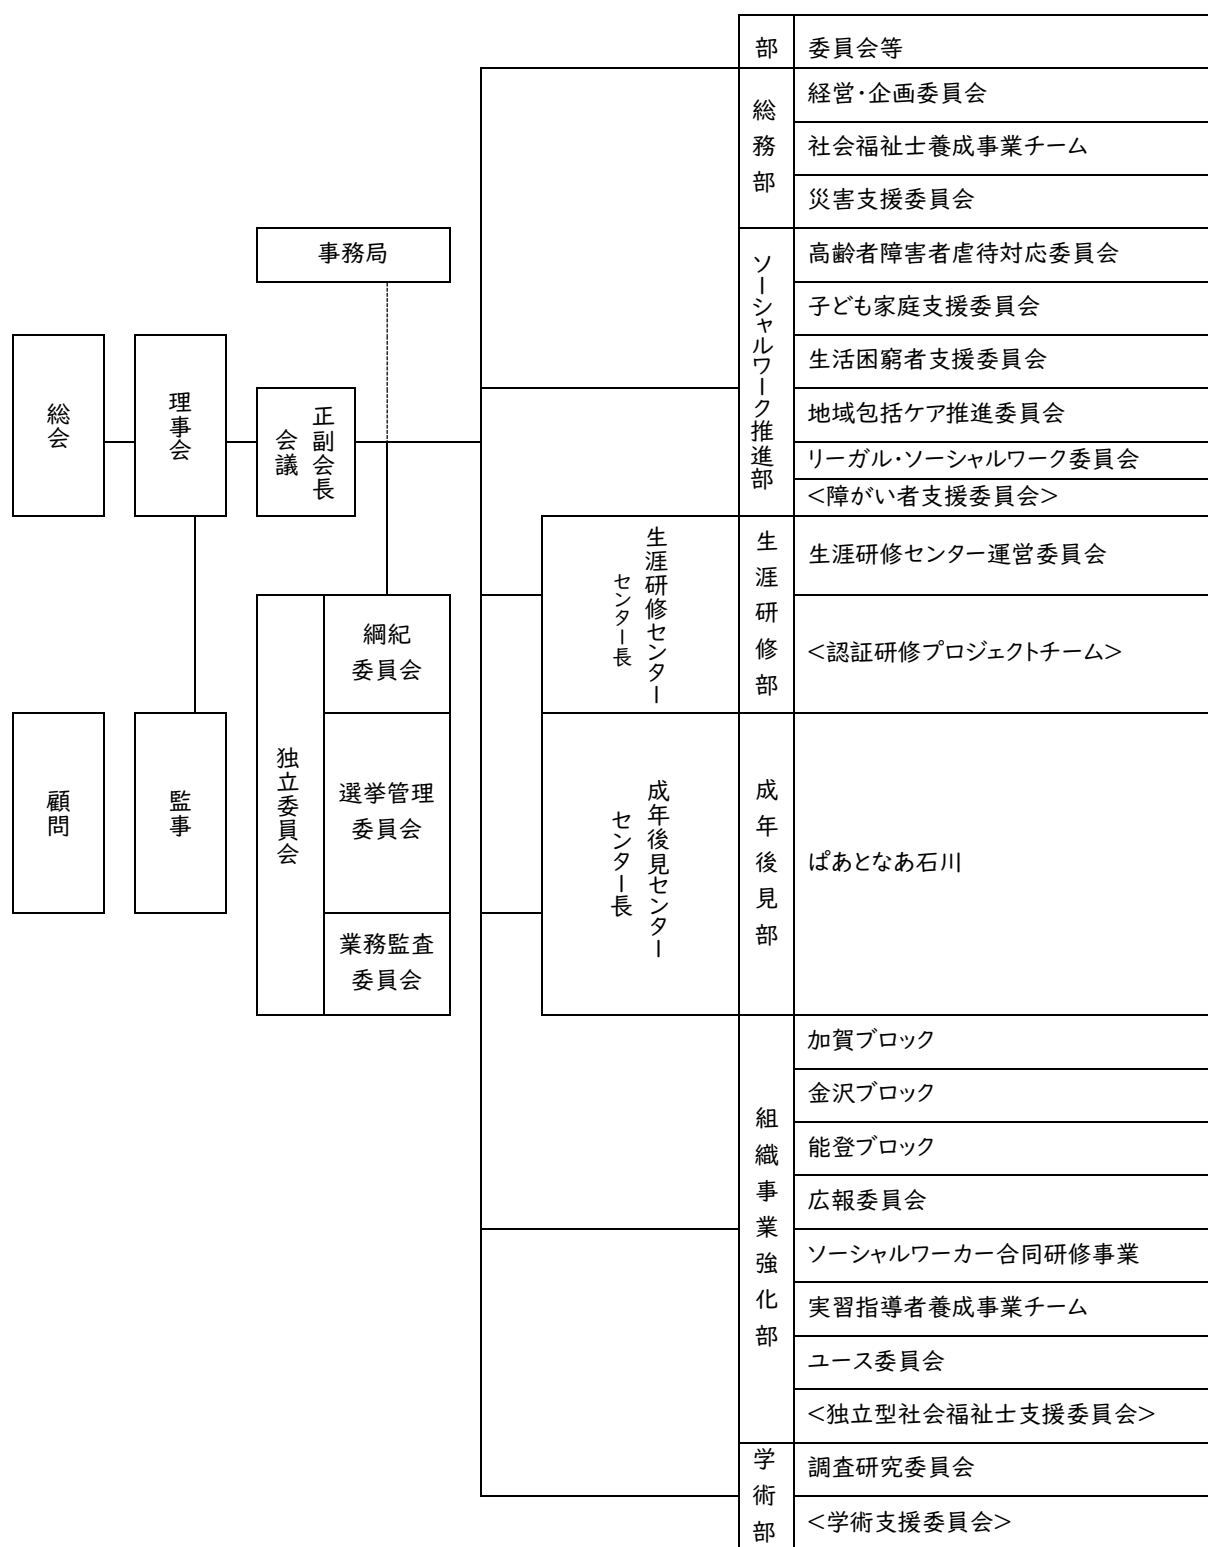 総会
理事会
顧問
監事
事務局
正副会長
会議
独立委員会
綱紀
委員会
選挙管理
委員会
業務監査
委員会
部
委員会等
総務部
経営・企画委員会
社会福祉士養成事業チーム
災害支援委員会
ソーシャルワーク推進部
高齢者障害者虐待対応委員会
子ども家庭支援委員会
生活困窮者支援委員会
地域包括ケア推進委員会
リーガル・ソーシャルワーク委員会
<障がい者支援委員会>
生涯研修センター
センター長
生涯研修部
生涯研修センター運営委員会
<認証研修プロジェクトチーム>
成年後見センター
センター長
成年後見部
ぱあとなあ石川
組織事業強化部
加賀ブロック
金沢ブロック
能登ブロック
広報委員会
ソーシャルワーカー合同研修事業
実習指導者養成事業チーム
ユース委員会
<独立型社会福祉士支援委員会>
学術部
調査研究委員会
<学術支援委員会>